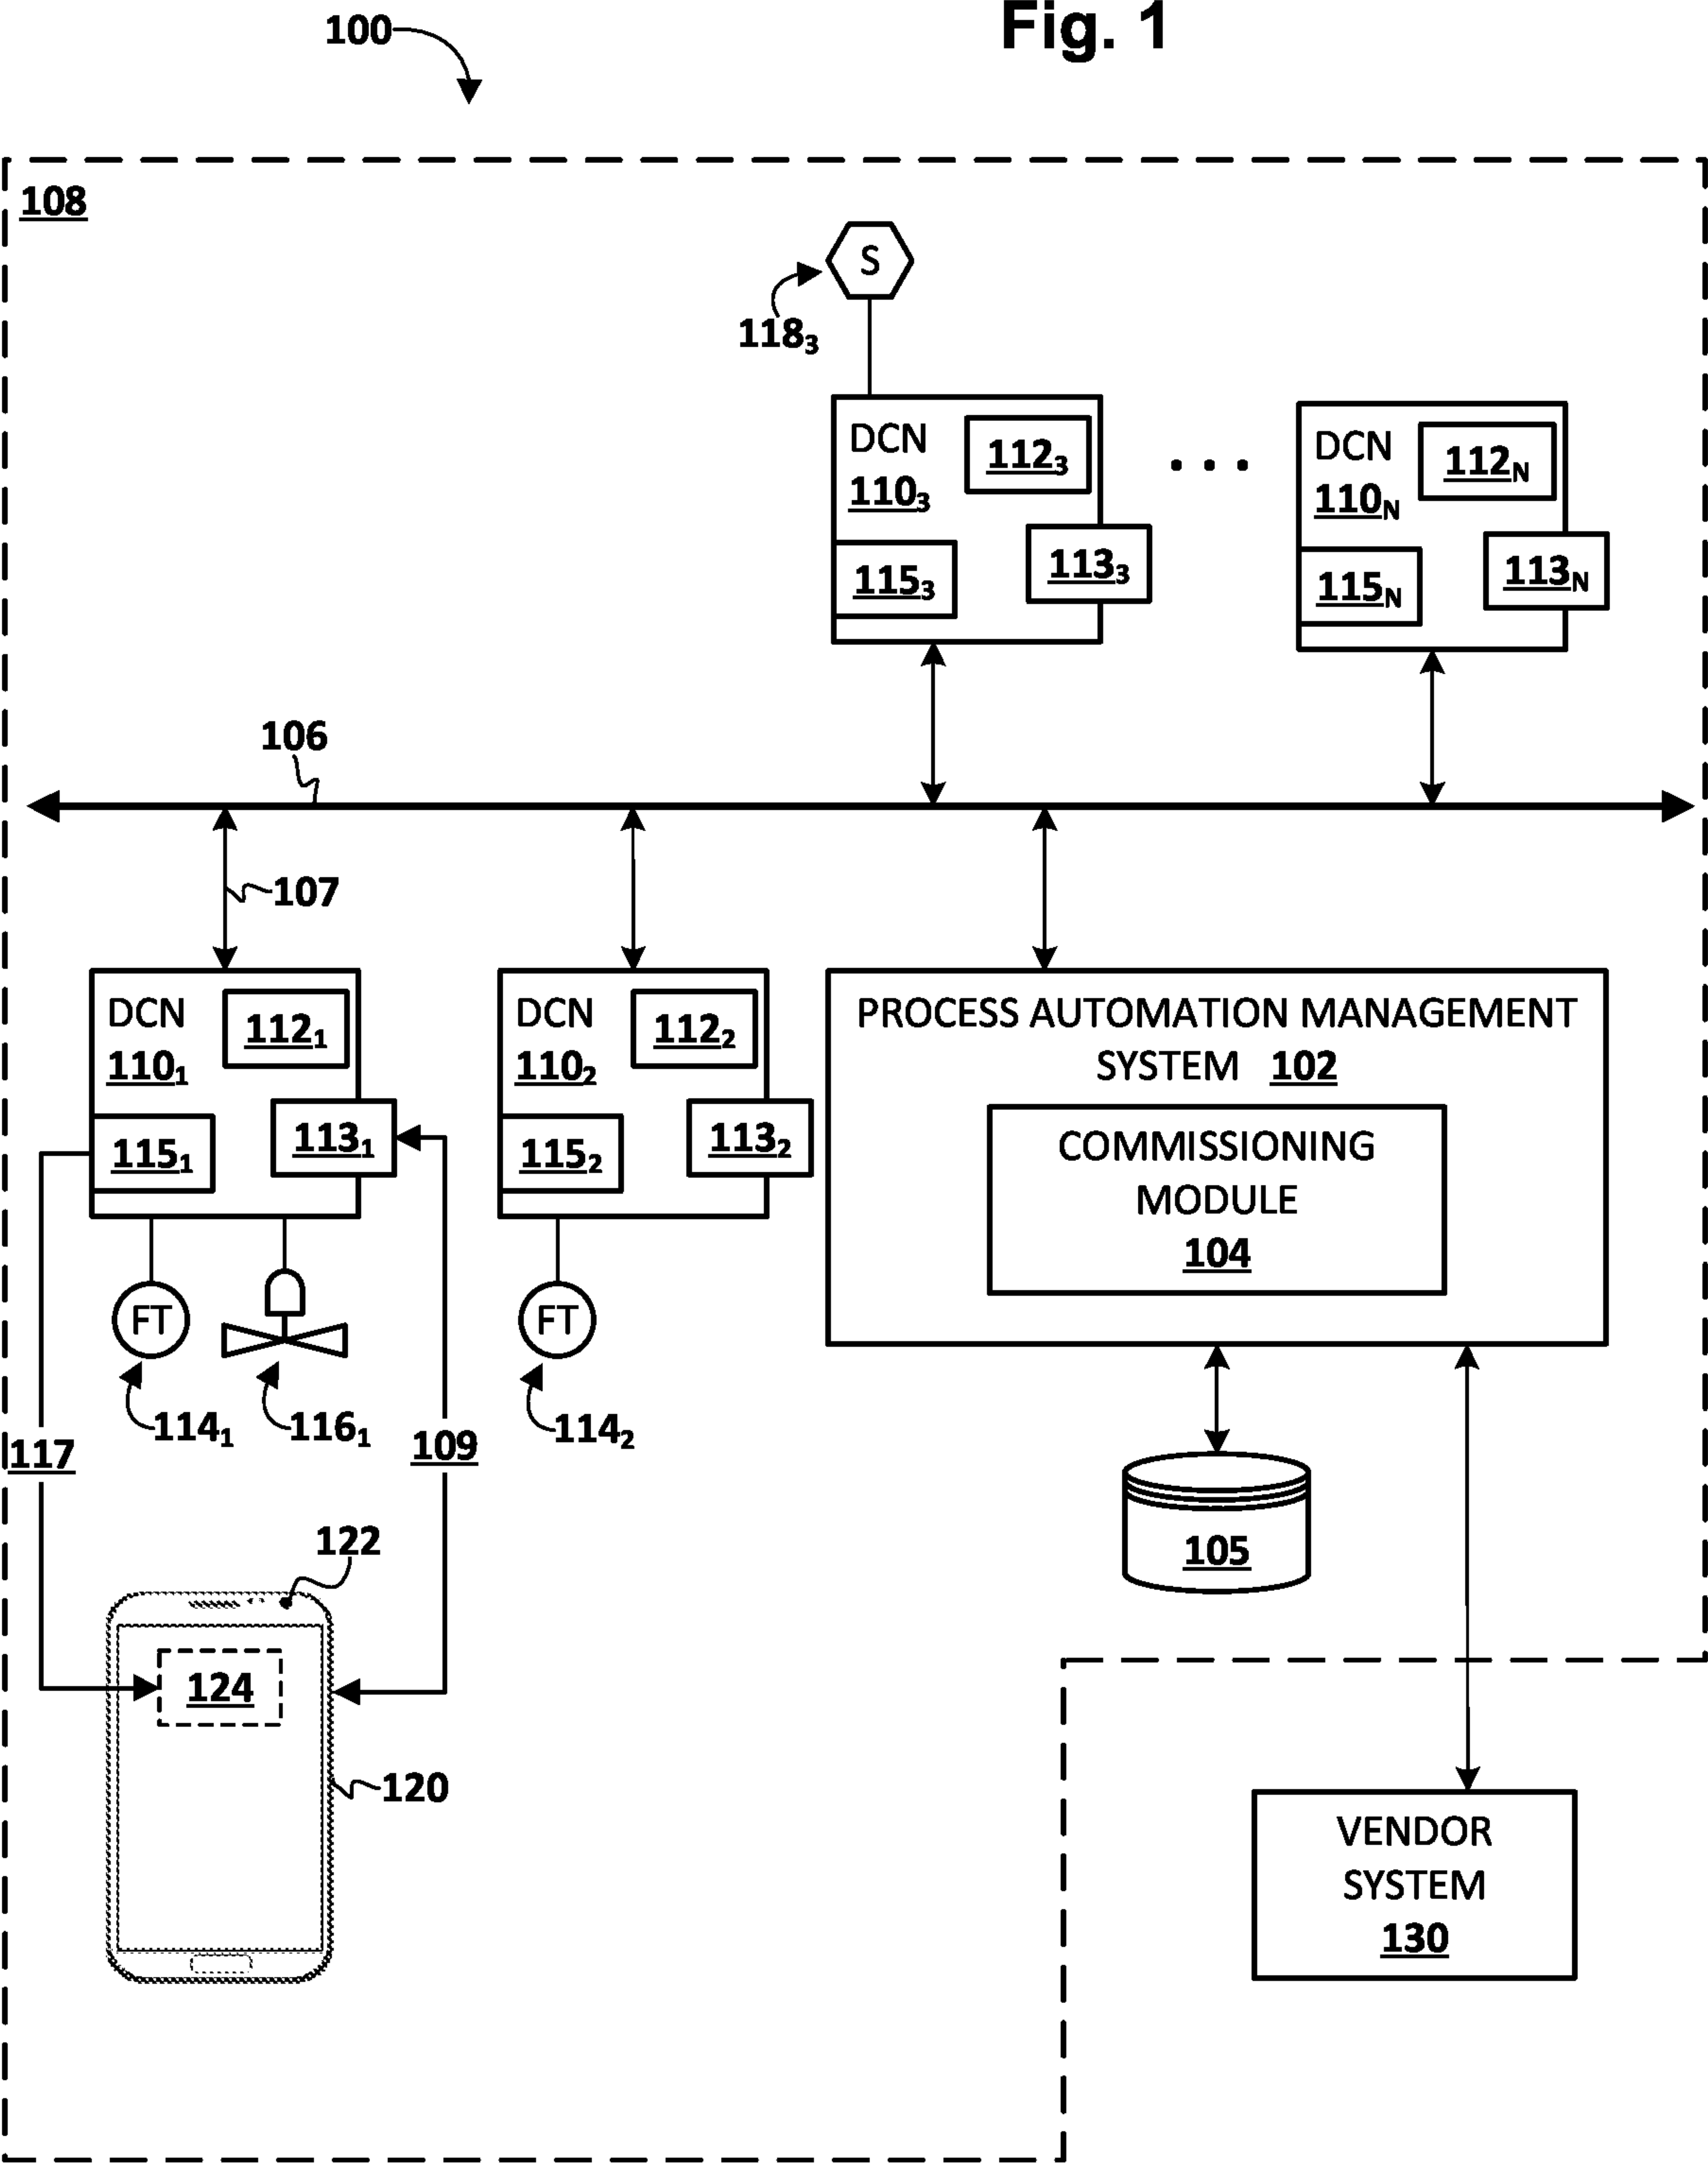 Fig. 1
100
108
S
118₃
DCN
110₃
112₃
113₃
115₃
. . .
DCN
110N
112N
113N
115N
106
107
DCN
110₁
112₁
113₁
115₁
DCN
110₂
112₂
113₂
115₂
PROCESS AUTOMATION MANAGEMENT
SYSTEM 102
COMMISSIONING
MODULE
104
FT
114₁
116₁
FT
114₂
117
109
105
122
124
120
VENDOR
SYSTEM
130